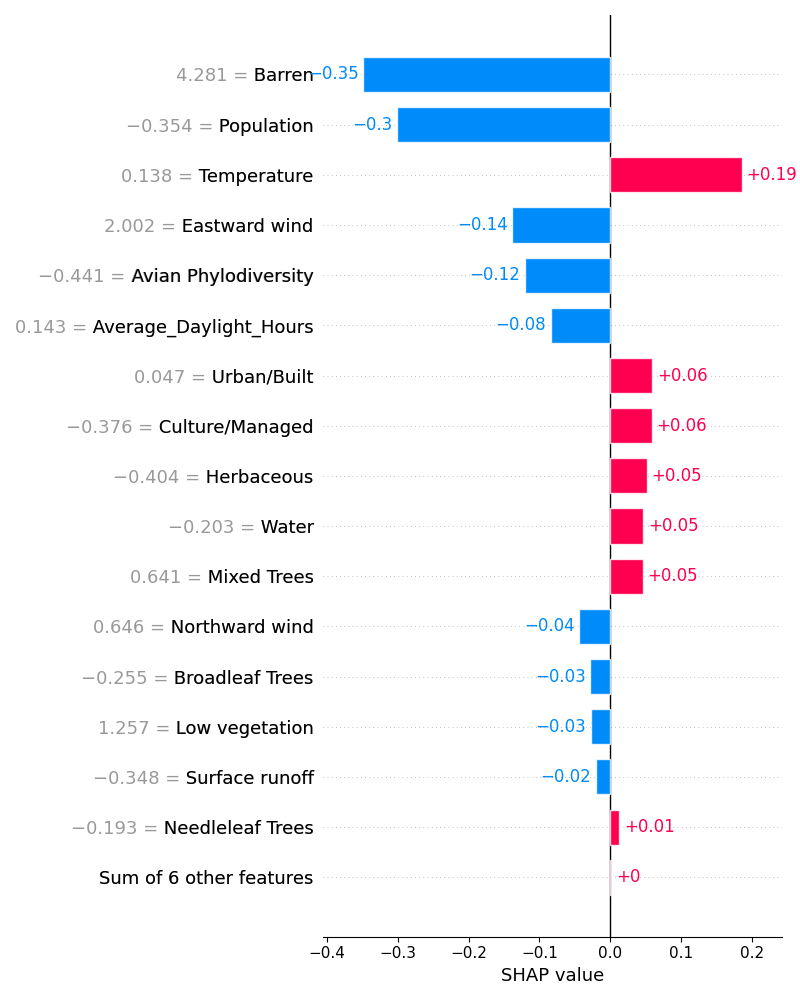 4.281 = Barren −0.35
−0.354 = Population −0.3
0.138 = Temperature +0.19
2.002 = Eastward wind −0.14
−0.441 = Avian Phylodiversity −0.12
0.143 = Average_Daylight_Hours −0.08
0.047 = Urban/Built +0.06
−0.376 = Culture/Managed +0.06
−0.404 = Herbaceous +0.05
−0.203 = Water +0.05
0.641 = Mixed Trees +0.05
0.646 = Northward wind −0.04
−0.255 = Broadleaf Trees −0.03
1.257 = Low vegetation −0.03
−0.348 = Surface runoff −0.02
−0.193 = Needleleaf Trees +0.01
Sum of 6 other features +0
−0.4 −0.3 −0.2 −0.1 0.0 0.1 0.2
SHAP value